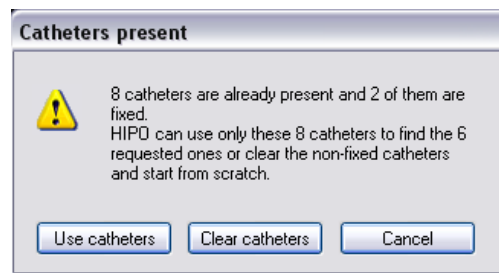 Catheters present
8 catheters are already present and 2 of them are
fixed.
HIPO can use only these 8 catheters to find the 6
requested ones or clear the non-fixed catheters
and start from scratch.
Use catheters
Clear catheters
Cancel